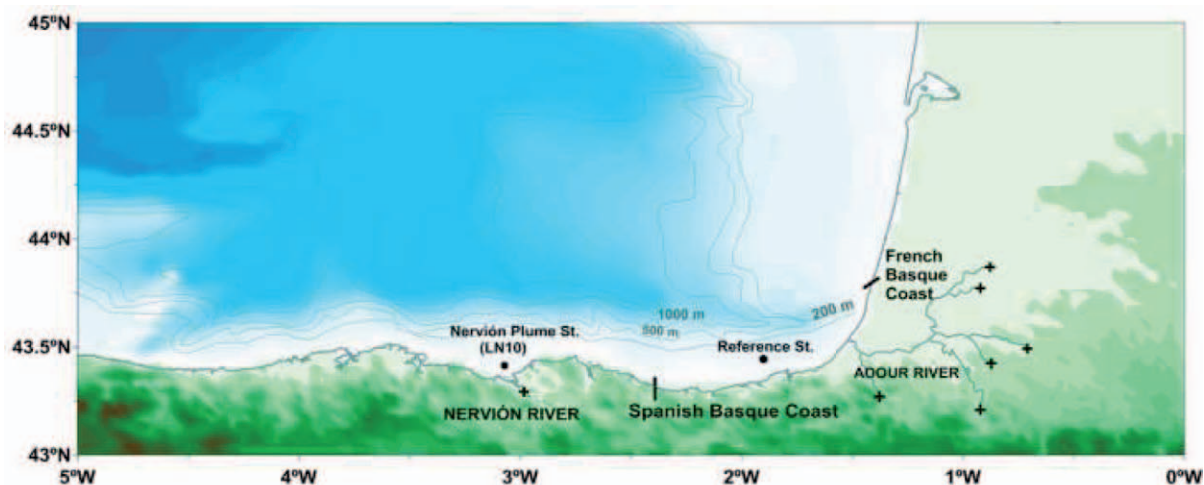 45ºN
44.5ºN
44ºN
43.5ºN
43ºN
French
Basque
Coast
1000 m
200 m
500 m
Nervión Plume St.
(LN10)
Reference St.
ADOUR RIVER
NERVIÓN RIVER
Spanish Basque Coast
5ºW
4ºW
3ºW
2ºW
1ºW
0ºW